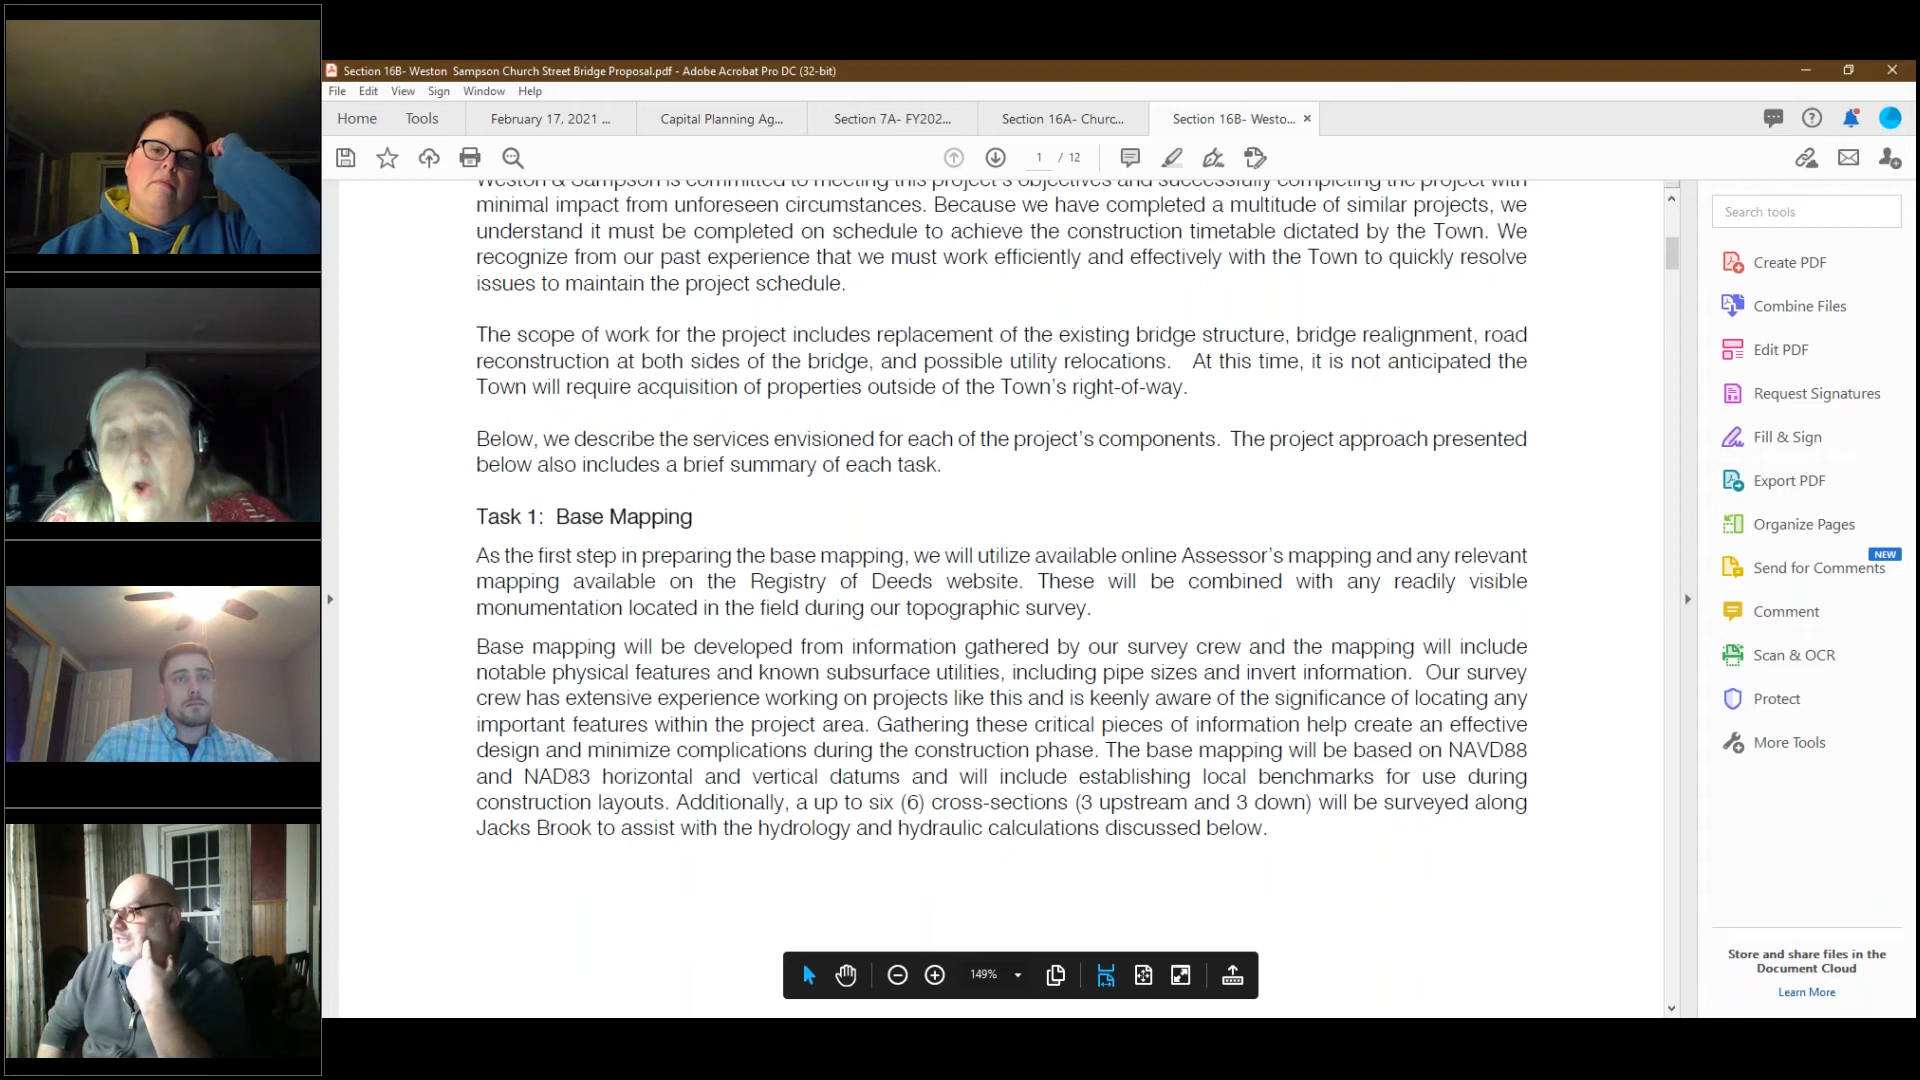 Section 16B- Weston Sampson Church Street Bridge Proposal.pdf - Adobe Acrobat Pro DC (32-bit)
File Edit View Sign Window Help
Home Tools February 17, 2021 ... Capital Planning Ag... Section 7A- FY202... Section 16A- Churc... Section 16B- Westo... ×
1 / 12
Weston & Sampson is committed to meeting this project's objectives and successfully completing the project with
minimal impact from unforeseen circumstances. Because we have completed a multitude of similar projects, we
understand it must be completed on schedule to achieve the construction timetable dictated by the Town. We
recognize from our past experience that we must work efficiently and effectively with the Town to quickly resolve
issues to maintain the project schedule.
The scope of work for the project includes replacement of the existing bridge structure, bridge realignment, road
reconstruction at both sides of the bridge, and possible utility relocations. At this time, it is not anticipated the
Town will require acquisition of properties outside of the Town's right-of-way.
Below, we describe the services envisioned for each of the project's components. The project approach presented
below also includes a brief summary of each task.
Task 1: Base Mapping
As the first step in preparing the base mapping, we will utilize available online Assessor's mapping and any relevant
mapping available on the Registry of Deeds website. These will be combined with any readily visible
monumentation located in the field during our topographic survey.
Base mapping will be developed from information gathered by our survey crew and the mapping will include
notable physical features and known subsurface utilities, including pipe sizes and invert information. Our survey
crew has extensive experience working on projects like this and is keenly aware of the significance of locating any
important features within the project area. Gathering these critical pieces of information help create an effective
design and minimize complications during the construction phase. The base mapping will be based on NAVD88
and NAD83 horizontal and vertical datums and will include establishing local benchmarks for use during
construction layouts. Additionally, a up to six (6) cross-sections (3 upstream and 3 down) will be surveyed along
Jacks Brook to assist with the hydrology and hydraulic calculations discussed below.
149%
Search tools
Create PDF
Combine Files
Edit PDF
Request Signatures
Fill & Sign
Export PDF
Organize Pages
NEW
Send for Comments
Comment
Scan & OCR
Protect
More Tools
Store and share files in the
Document Cloud
Learn More